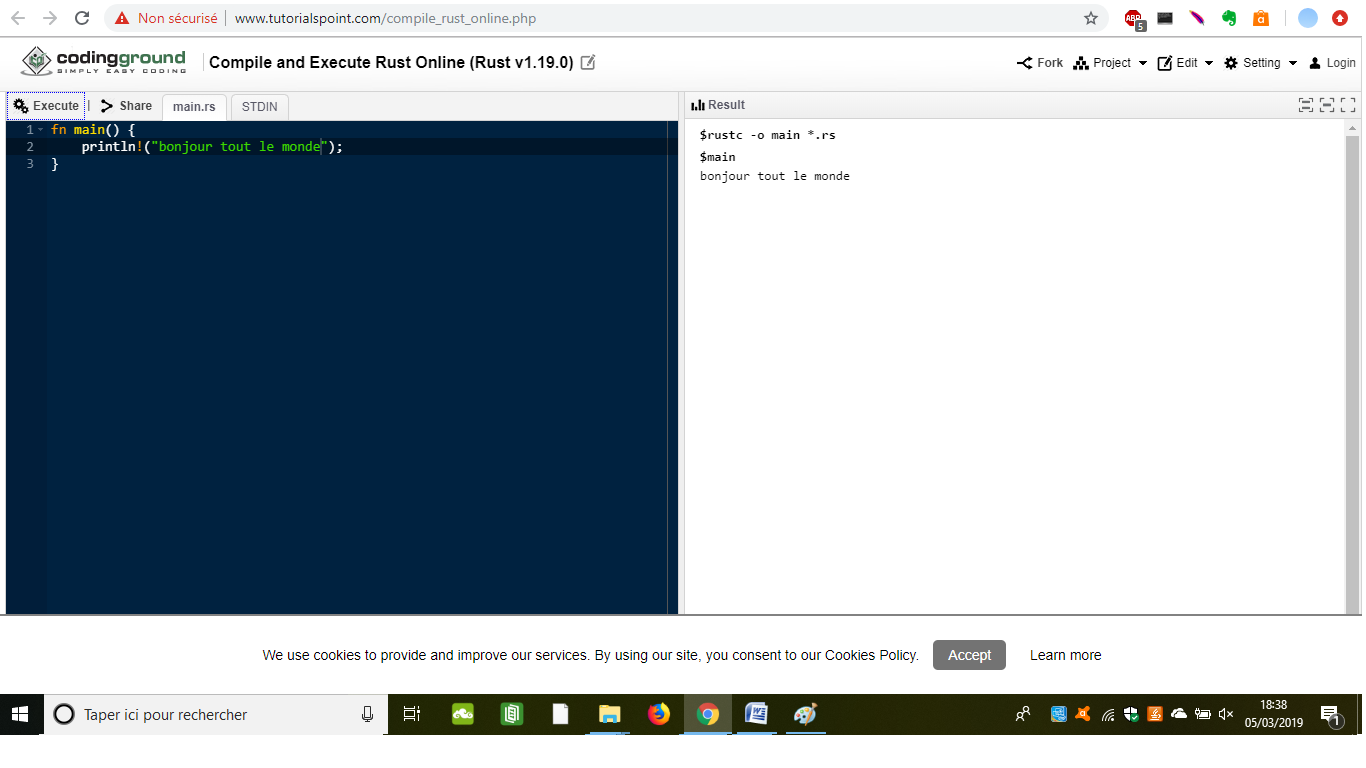 Non sécurisé | www.tutorialspoint.com/compile_rust_online.php
ABP 5
codingground
SIMPLY EASY CODING
Compile and Execute Rust Online (Rust v1.19.0)
Fork Project Edit Setting Login
Execute | Share main.rs STDIN
Result
1 fn main() {
2 println!("bonjour tout le monde");
3 }
$rustc -o main *.rs
$main
bonjour tout le monde
We use cookies to provide and improve our services. By using our site, you consent to our Cookies Policy. Accept Learn more
Taper ici pour rechercher
18:38
05/03/2019
1